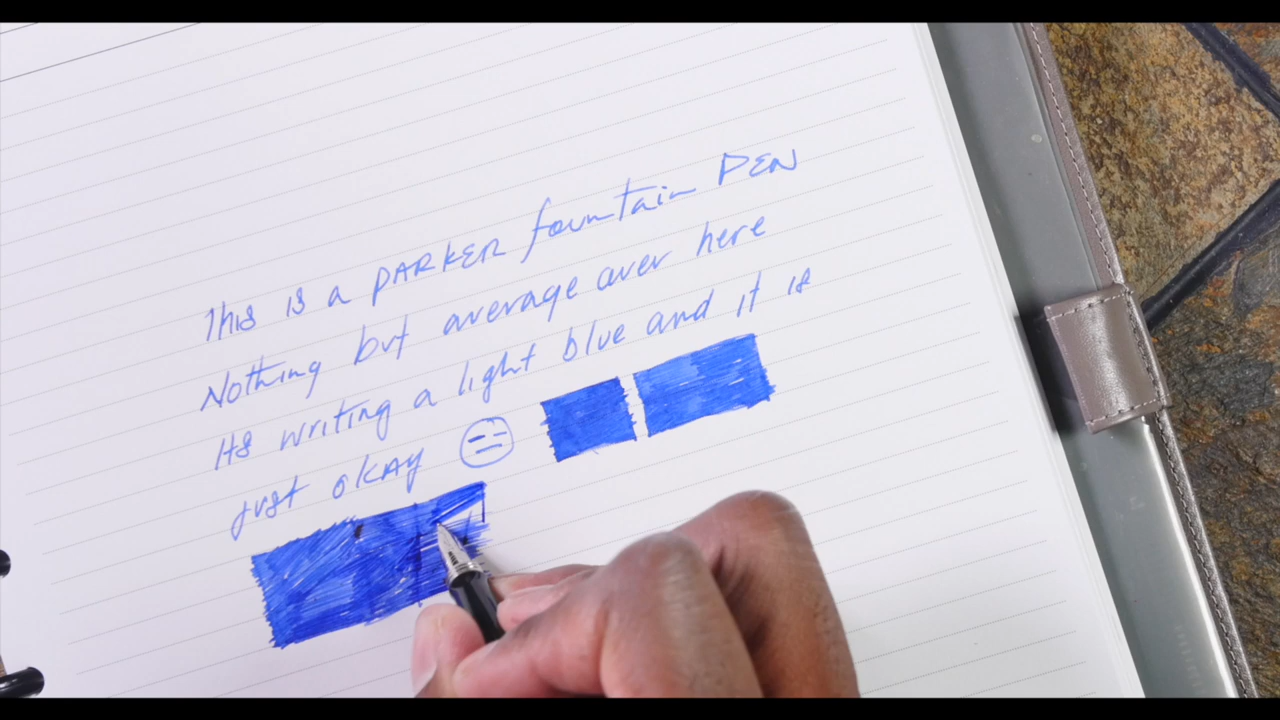 This is a PARKER fountain PEN
Nothing but average over here
Its writing a light blue and it is
just okay